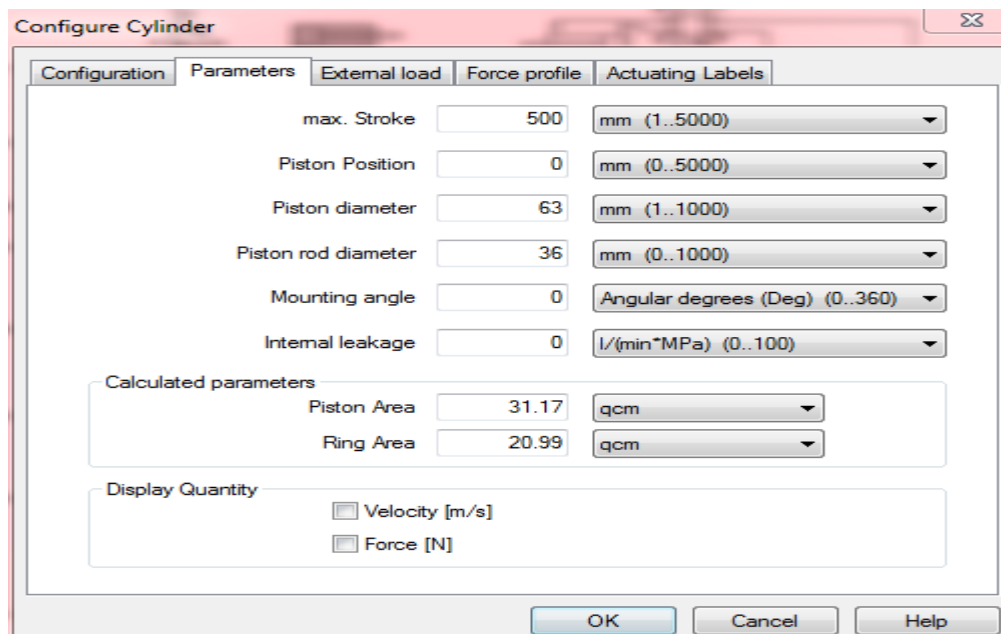 Configure Cylinder
Configuration Parameters External load Force profile Actuating Labels
max. Stroke 500 mm (1..5000)
Piston Position 0 mm (0..5000)
Piston diameter 63 mm (1..1000)
Piston rod diameter 36 mm (0..1000)
Mounting angle 0 Angular degrees (Deg) (0..360)
Internal leakage 0 l/(min*MPa) (0..100)
Calculated parameters
Piston Area 31.17 qcm
Ring Area 20.99 qcm
Display Quantity
Velocity [m/s]
Force [N]
OK Cancel Help